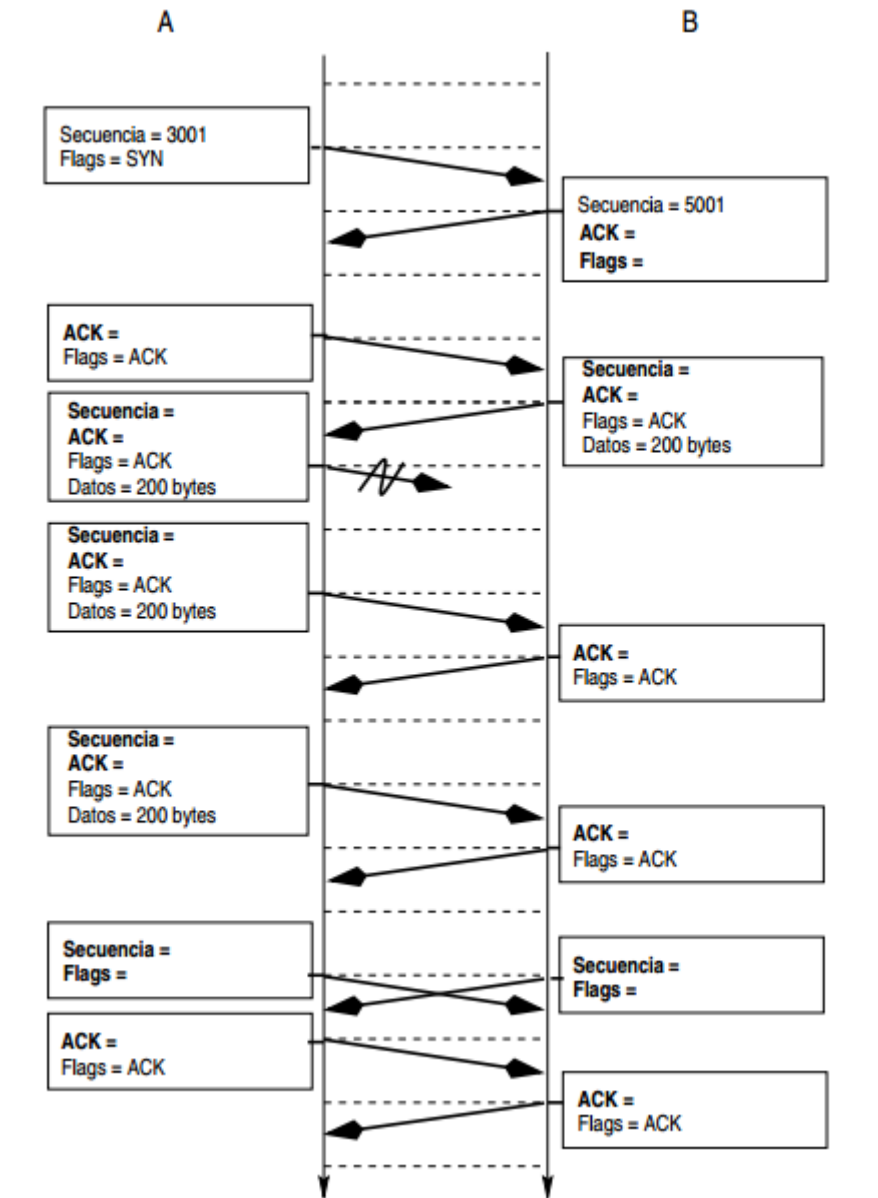 A
B
Secuencia = 3001
Flags = SYN
Secuencia = 5001
ACK =
Flags =
ACK =
Flags = ACK
Secuencia =
ACK =
Flags = ACK
Datos = 200 bytes
Secuencia =
ACK =
Flags = ACK
Datos = 200 bytes
Secuencia =
ACK =
Flags = ACK
Datos = 200 bytes
ACK =
Flags = ACK
Secuencia =
ACK =
Flags = ACK
Datos = 200 bytes
ACK =
Flags = ACK
Secuencia =
Flags =
Secuencia =
Flags =
ACK =
Flags = ACK
ACK =
Flags = ACK